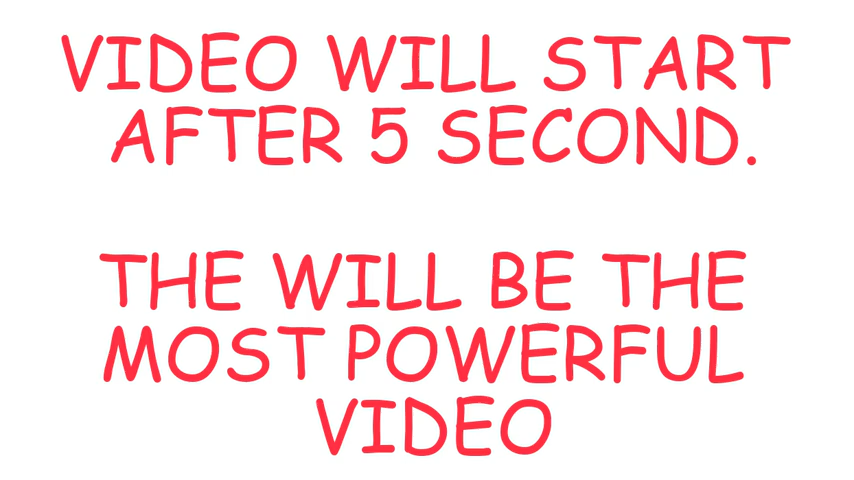 VIDEO WILL START
AFTER 5 SECOND.
THE WILL BE THE
MOST POWERFUL
VIDEO